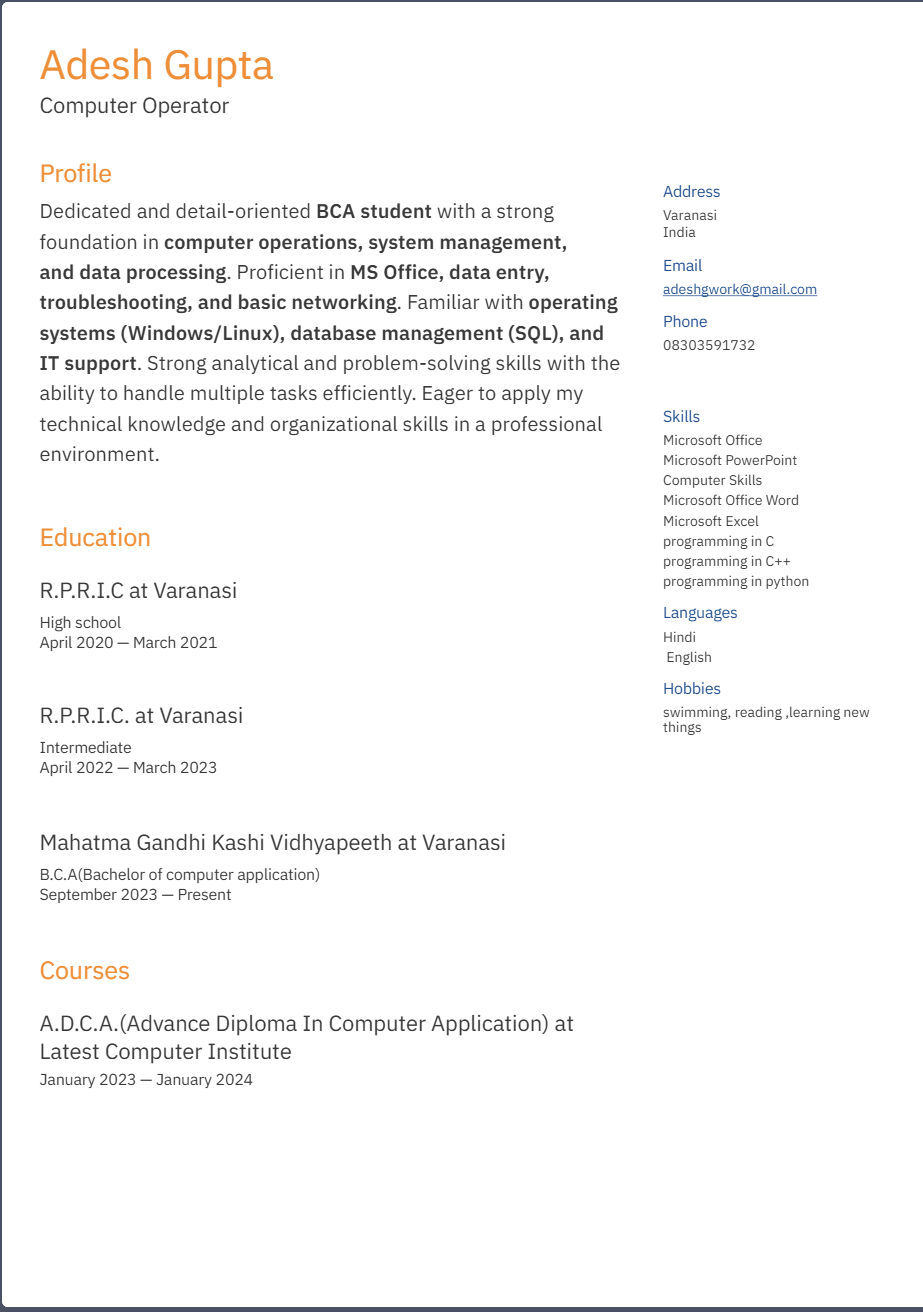 Adesh Gupta
Computer Operator
Profile
Dedicated and detail-oriented BCA student with a strong
foundation in computer operations, system management,
and data processing. Proficient in MS Office, data entry,
troubleshooting, and basic networking. Familiar with operating
systems (Windows/Linux), database management (SQL), and
IT support. Strong analytical and problem-solving skills with the
ability to handle multiple tasks efficiently. Eager to apply my
technical knowledge and organizational skills in a professional
environment.
Education
R.P.R.I.C at Varanasi
High school
April 2020 — March 2021
R.P.R.I.C. at Varanasi
Intermediate
April 2022 — March 2023
Mahatma Gandhi Kashi Vidhyapeeth at Varanasi
B.C.A(Bachelor of computer application)
September 2023 — Present
Courses
A.D.C.A.(Advance Diploma In Computer Application) at
Latest Computer Institute
January 2023 — January 2024
Address
Varanasi
India
Email
adeshgwork@gmail.com
Phone
08303591732
Skills
Microsoft Office
Microsoft PowerPoint
Computer Skills
Microsoft Office Word
Microsoft Excel
programming in C
programming in C++
programming in python
Languages
Hindi
English
Hobbies
swimming, reading ,learning new
things